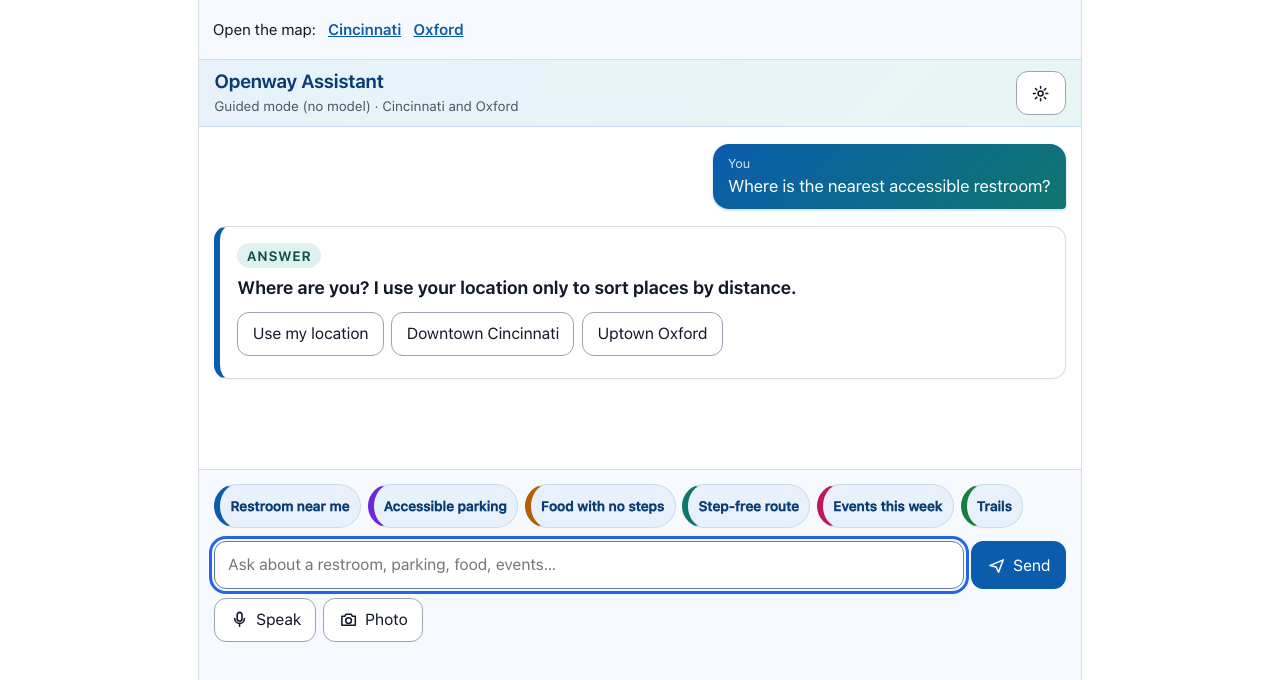 Open the map: Cincinnati Oxford
Openway Assistant
Guided mode (no model) · Cincinnati and Oxford
You
Where is the nearest accessible restroom?
ANSWER
Where are you? I use your location only to sort places by distance.
Use my location Downtown Cincinnati Uptown Oxford
Restroom near me Accessible parking Food with no steps Step-free route Events this week Trails
Ask about a restroom, parking, food, events...
Send
Speak Photo